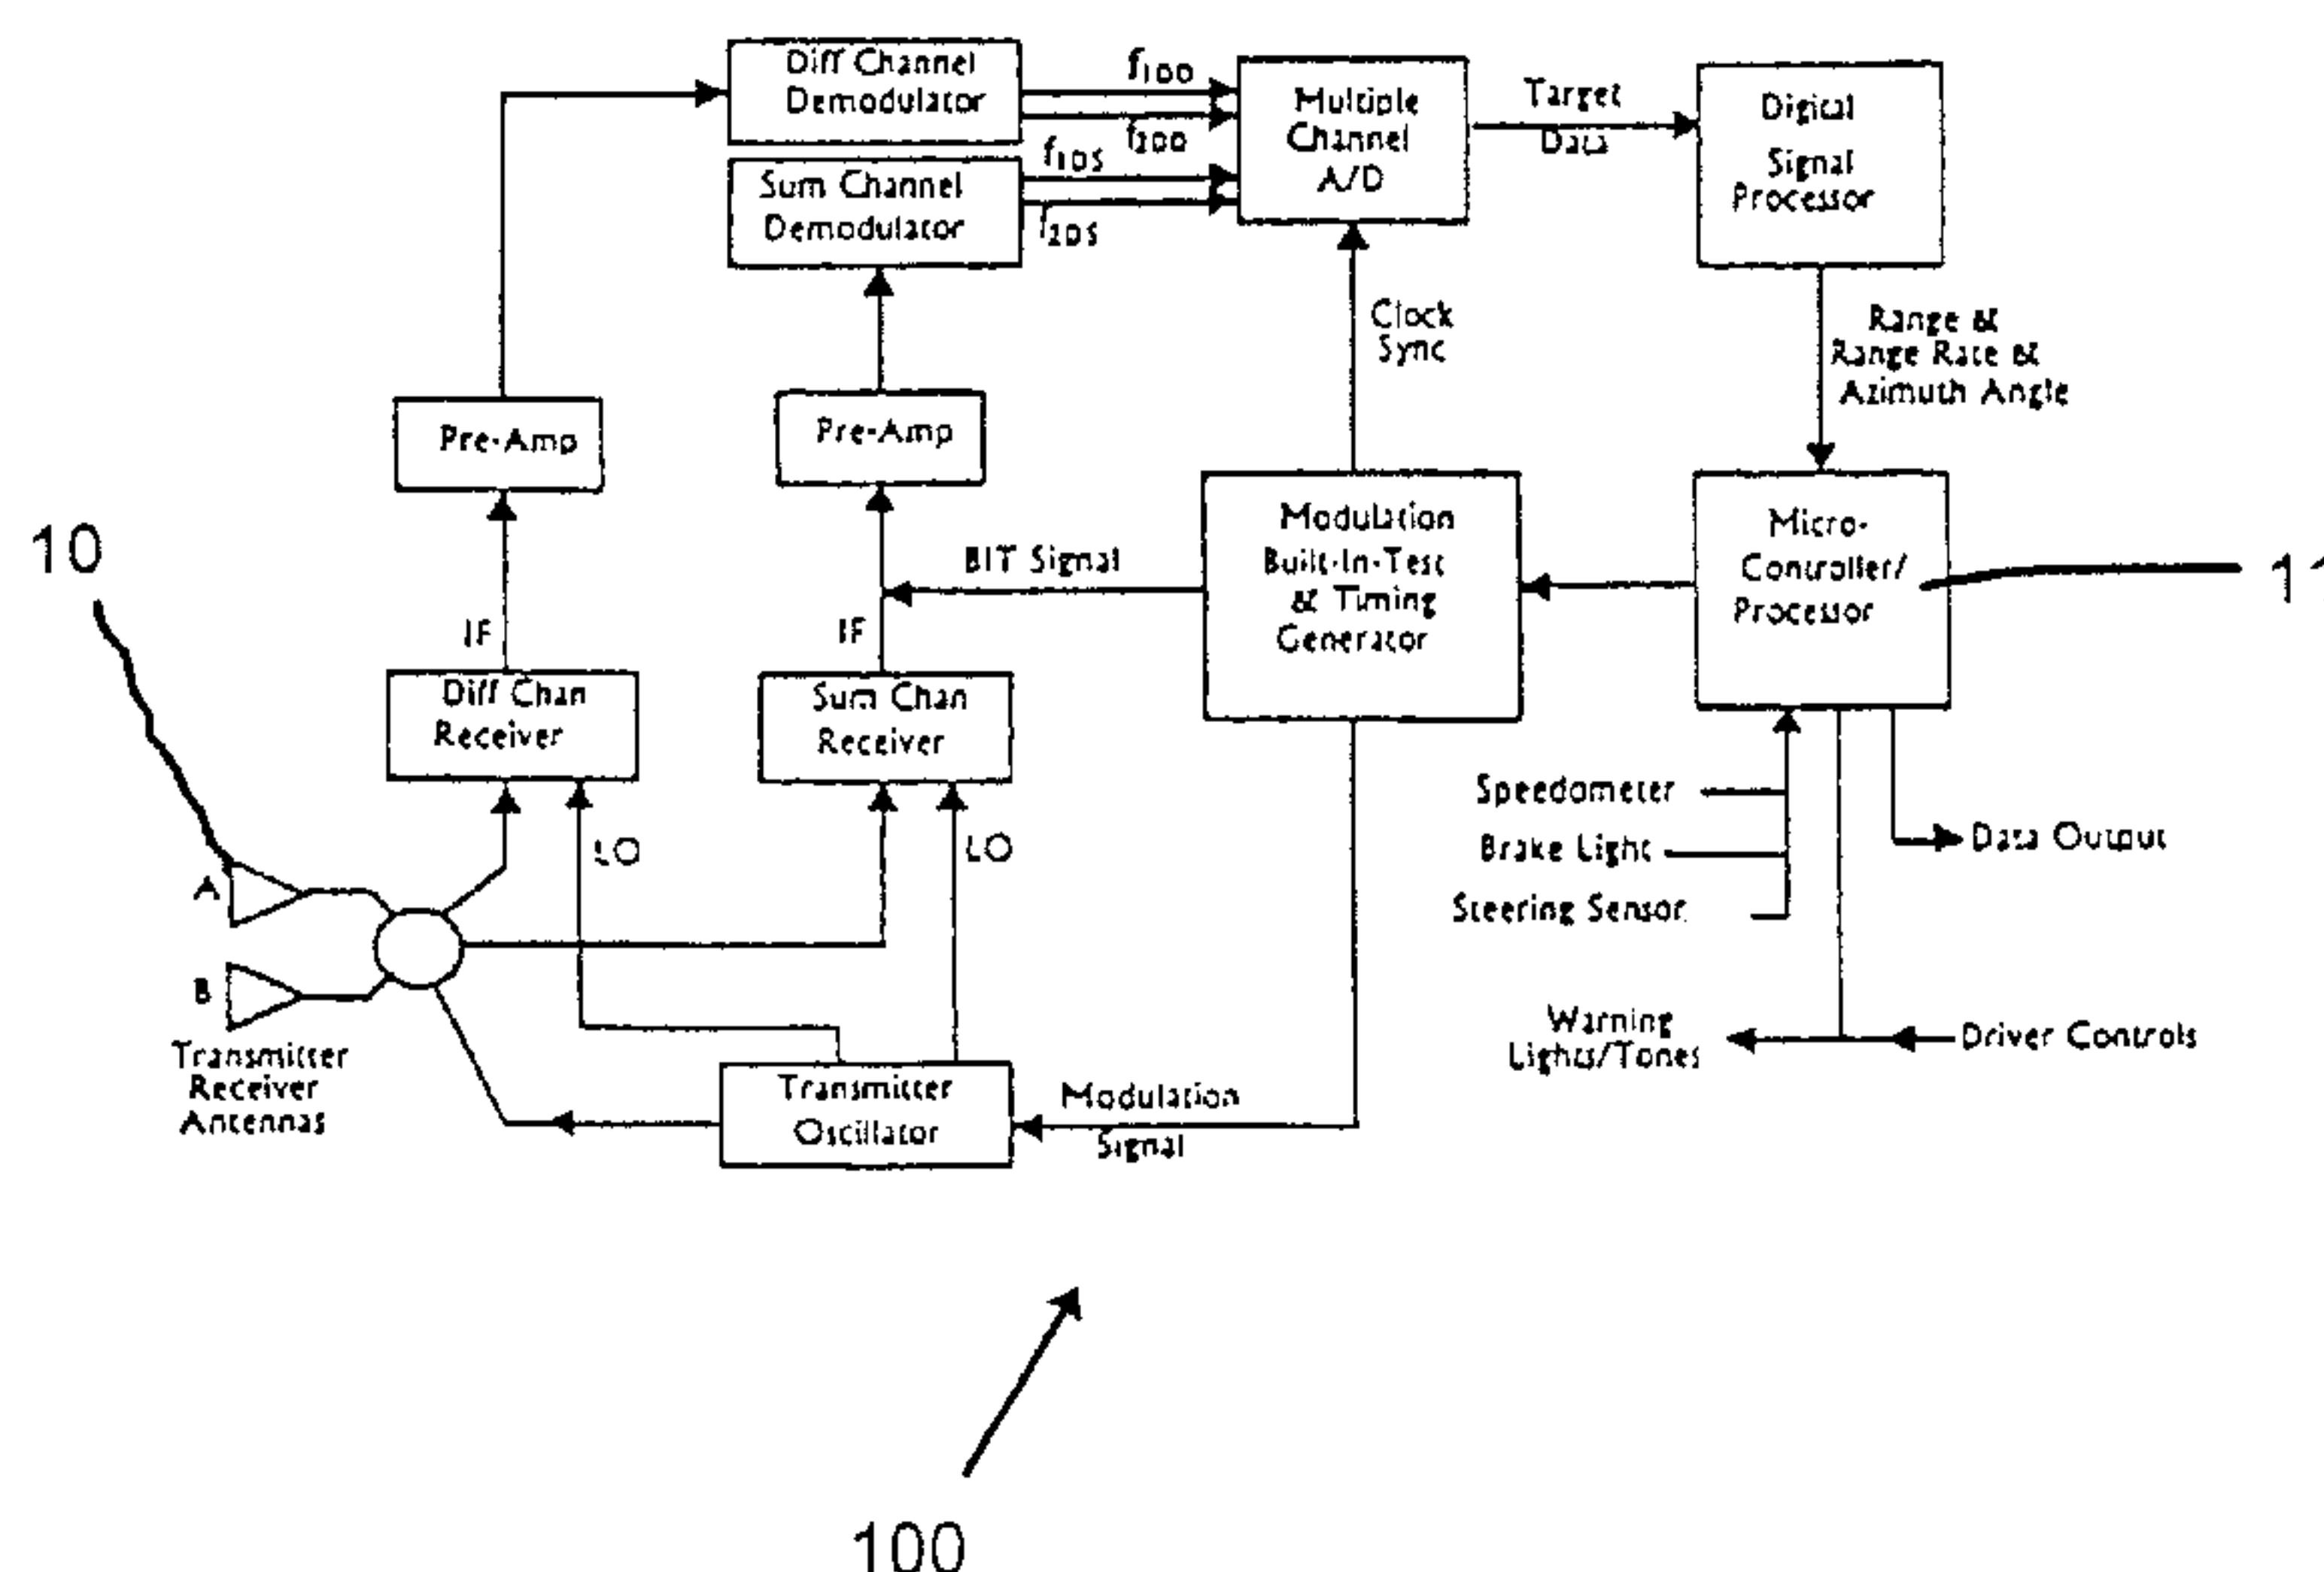 Diff Channel
Demodulator
f100
f200
Sum Channel
Demodulator
f10S
f20S
Multiple
Channel
A/D
Target
Data
Digital
Signal
Processor
Clock
Sync
Range &
Range Rate &
Azimuth Angle
Pre-Amp
Pre-Amp
10
IF
IF
BIT Signal
Modulation
Built-In-Test
& Timing
Generator
Micro-
Controller/
Processor
11
Diff Chan
Receiver
Sum Chan
Receiver
LO
LO
Speedometer
Brake Light
Steering Sensor
Data Output
A
B
Transmitter
Receiver
Antennas
Transmitter
Oscillator
Modulation
Signal
Warning
Lights/Tones
Driver Controls
100